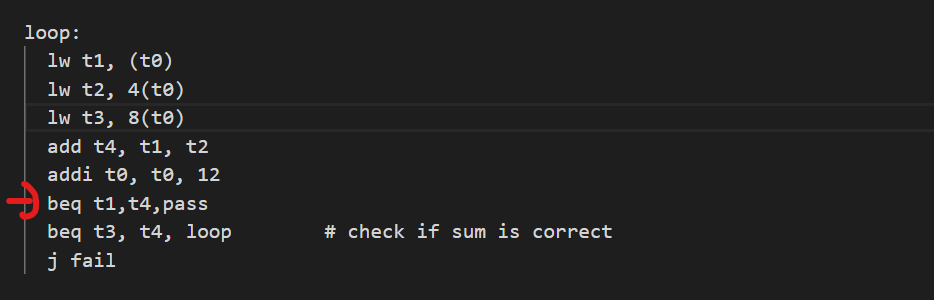 loop:
lw t1, (t0)
lw t2, 4(t0)
lw t3, 8(t0)
add t4, t1, t2
addi t0, t0, 12
beq t1,t4,pass
beq t3, t4, loop # check if sum is correct
j fail